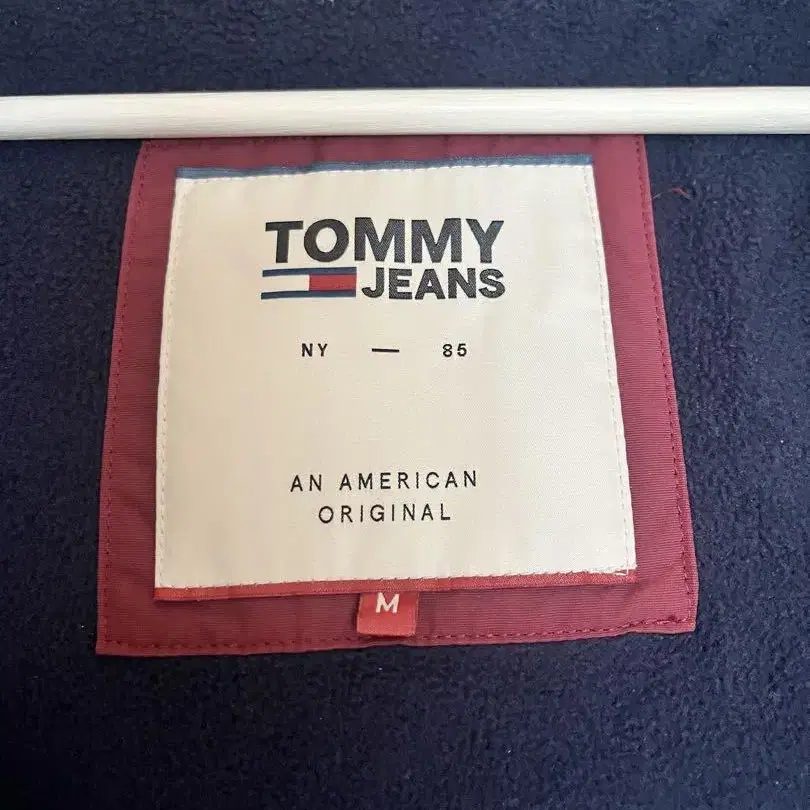 TOMMY
JEANS
NY — 85
AN AMERICAN
ORIGINAL
M